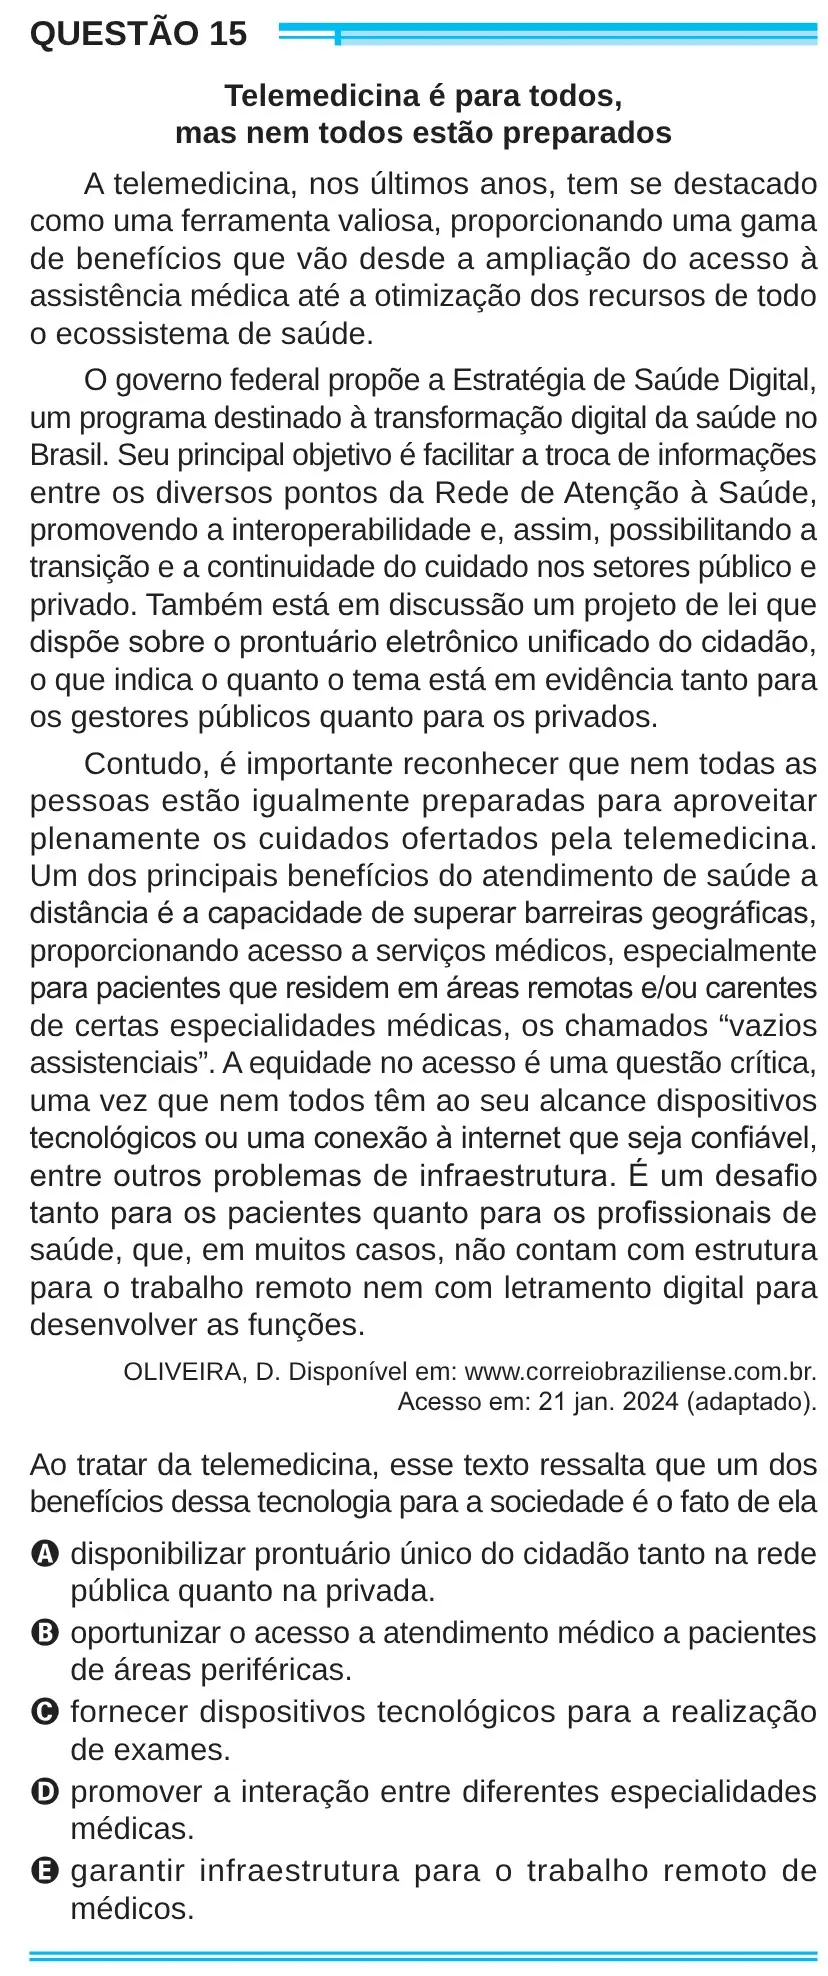 QUESTÃO 15
Telemedicina é para todos,
mas nem todos estão preparados
A telemedicina, nos últimos anos, tem se destacado
como uma ferramenta valiosa, proporcionando uma gama
de benefícios que vão desde a ampliação do acesso à
assistência médica até a otimização dos recursos de todo
o ecossistema de saúde.
O governo federal propõe a Estratégia de Saúde Digital,
um programa destinado à transformação digital da saúde no
Brasil. Seu principal objetivo é facilitar a troca de informações
entre os diversos pontos da Rede de Atenção à Saúde,
promovendo a interoperabilidade e, assim, possibilitando a
transição e a continuidade do cuidado nos setores público e
privado. Também está em discussão um projeto de lei que
dispõe sobre o prontuário eletrônico unificado do cidadão,
o que indica o quanto o tema está em evidência tanto para
os gestores públicos quanto para os privados.
Contudo, é importante reconhecer que nem todas as
pessoas estão igualmente preparadas para aproveitar
plenamente os cuidados ofertados pela telemedicina.
Um dos principais benefícios do atendimento de saúde a
distância é a capacidade de superar barreiras geográficas,
proporcionando acesso a serviços médicos, especialmente
para pacientes que residem em áreas remotas e/ou carentes
de certas especialidades médicas, os chamados “vazios
assistenciais”. A equidade no acesso é uma questão crítica,
uma vez que nem todos têm ao seu alcance dispositivos
tecnológicos ou uma conexão à internet que seja confiável,
entre outros problemas de infraestrutura. É um desafio
tanto para os pacientes quanto para os profissionais de
saúde, que, em muitos casos, não contam com estrutura
para o trabalho remoto nem com letramento digital para
desenvolver as funções.
OLIVEIRA, D. Disponível em: www.correiobraziliense.com.br.
Acesso em: 21 jan. 2024 (adaptado).
Ao tratar da telemedicina, esse texto ressalta que um dos
benefícios dessa tecnologia para a sociedade é o fato de ela
A disponibilizar prontuário único do cidadão tanto na rede
pública quanto na privada.
B oportunizar o acesso a atendimento médico a pacientes
de áreas periféricas.
C fornecer dispositivos tecnológicos para a realização
de exames.
D promover a interação entre diferentes especialidades
médicas.
E garantir infraestrutura para o trabalho remoto de
médicos.